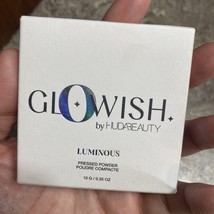 GLOWISH.
by HUDABEAUTY
LUMINOUS
PRESSED POWDER
POUDRE COMPACTE
10 G / 0.35 OZ